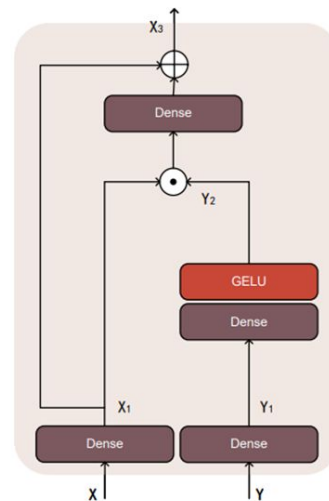 X₃
Dense
Y₂
GELU
Dense
X₁ Y₁
Dense Dense
X Y